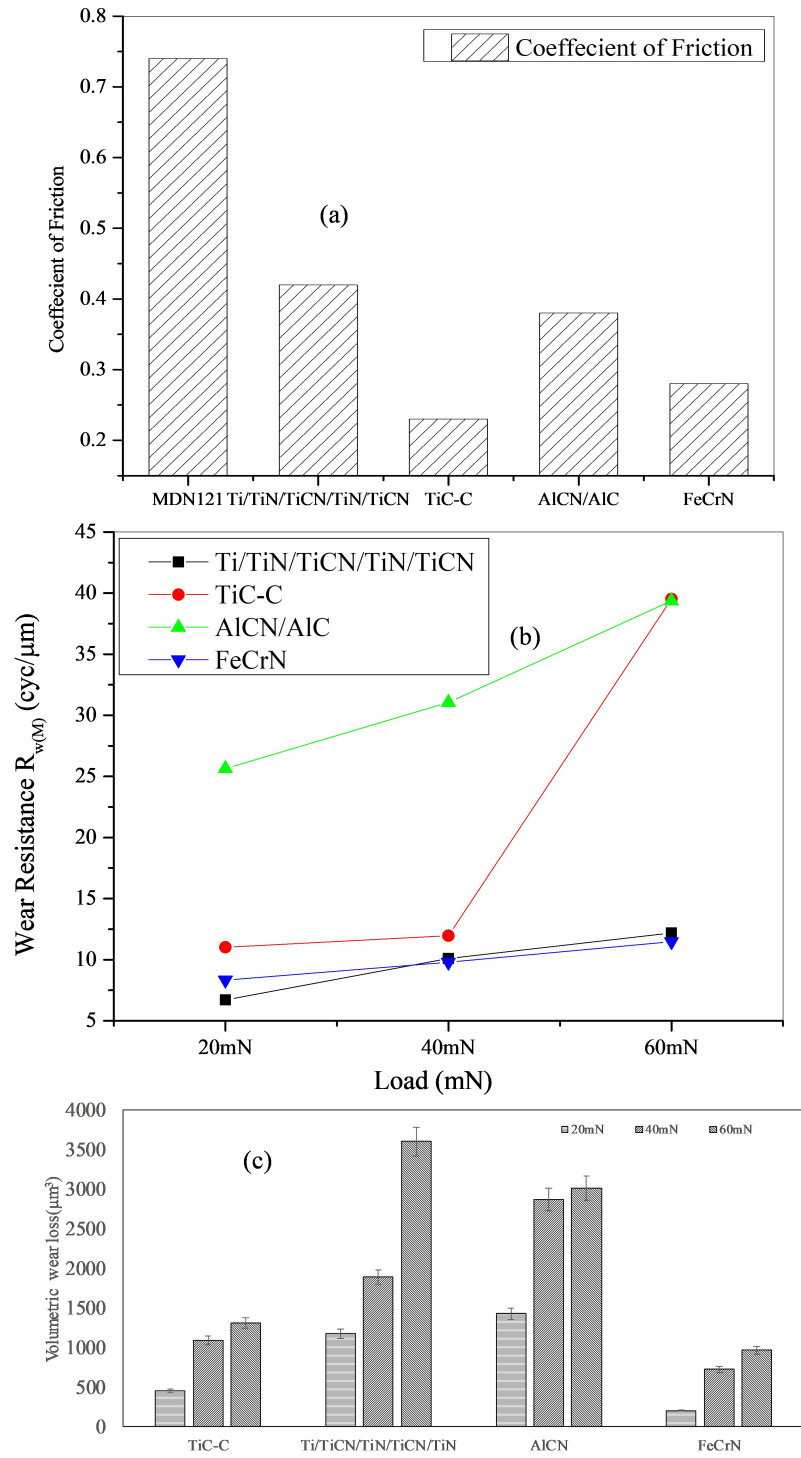 0.8
Coeffecient of Friction
0.7
0.6
(a)
0.5
0.4
0.3
0.2
Coeffecient of Friction
MDN121 Ti/TiN/TiCN/TiN/TiCN TiC-C AlCN/AlC FeCrN
45
Ti/TiN/TiCN/TiN/TiCN
TiC-C
40
AlCN/AlC
(b)
FeCrN
35
30
25
20
15
10
5
Wear Resistance Rw(M) (cyc/μm)
20mN 40mN 60mN
Load (mN)
4000
20mN 40mN 60mN
3500
(c)
3000
2500
2000
1500
1000
500
0
Volumetric wear loss(μm³)
TiC-C Ti/TiCN/TiN/TiCN/TiN AlCN FeCrN